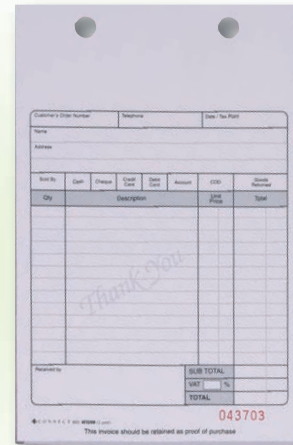 Customer's Order Number Telephone Date / Tax Point
Name
Address
Sold By Cash Cheque Credit Card Debit Card Account COD Goods Returned
Qty Description Unit Price Total
Thank You
Received by
SUB TOTAL
VAT %
TOTAL
043703
CONNECT
This invoice should be retained as proof of purchase